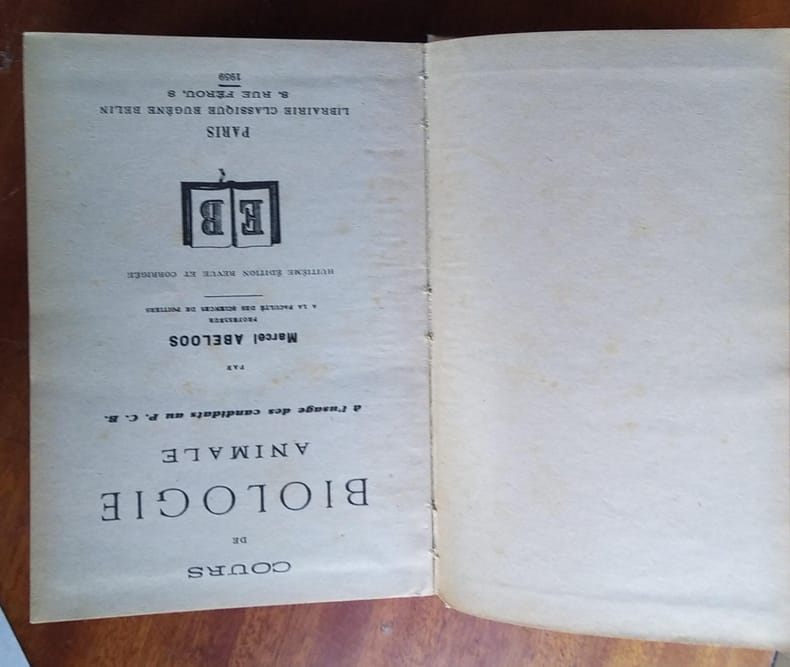 COURS
DE
BIOLOGIE
ANIMALE
à l'usage des candidats au P. C. B.
PAR
Marcel ABELOOS
PROFESSEUR
A LA FACULTÉ DES SCIENCES DE POITIERS
HUITIÈME ÉDITION REVUE ET CORRIGÉE
E B
PARIS
LIBRAIRIE CLASSIQUE EUGÈNE BELIN
8, RUE FÉROU, 8
1959